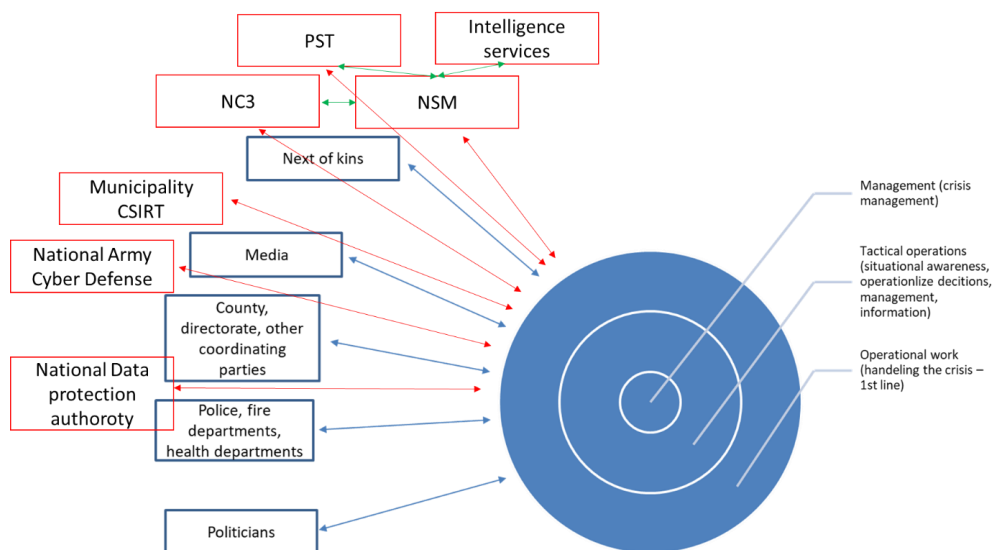 PST
Intelligence
services
NC3
NSM
Next of kins
Municipality
CSIRT
National Army
Cyber Defense
Media
County,
directorate, other
coordinating
parties
National Data
protection
authoroty
Police, fire
departments,
health departments
Politicians
Management (crisis
management)
Tactical operations
(situational awareness,
operationlize decitions,
management,
information)
Operational work
(handeling the crisis –
1st line)